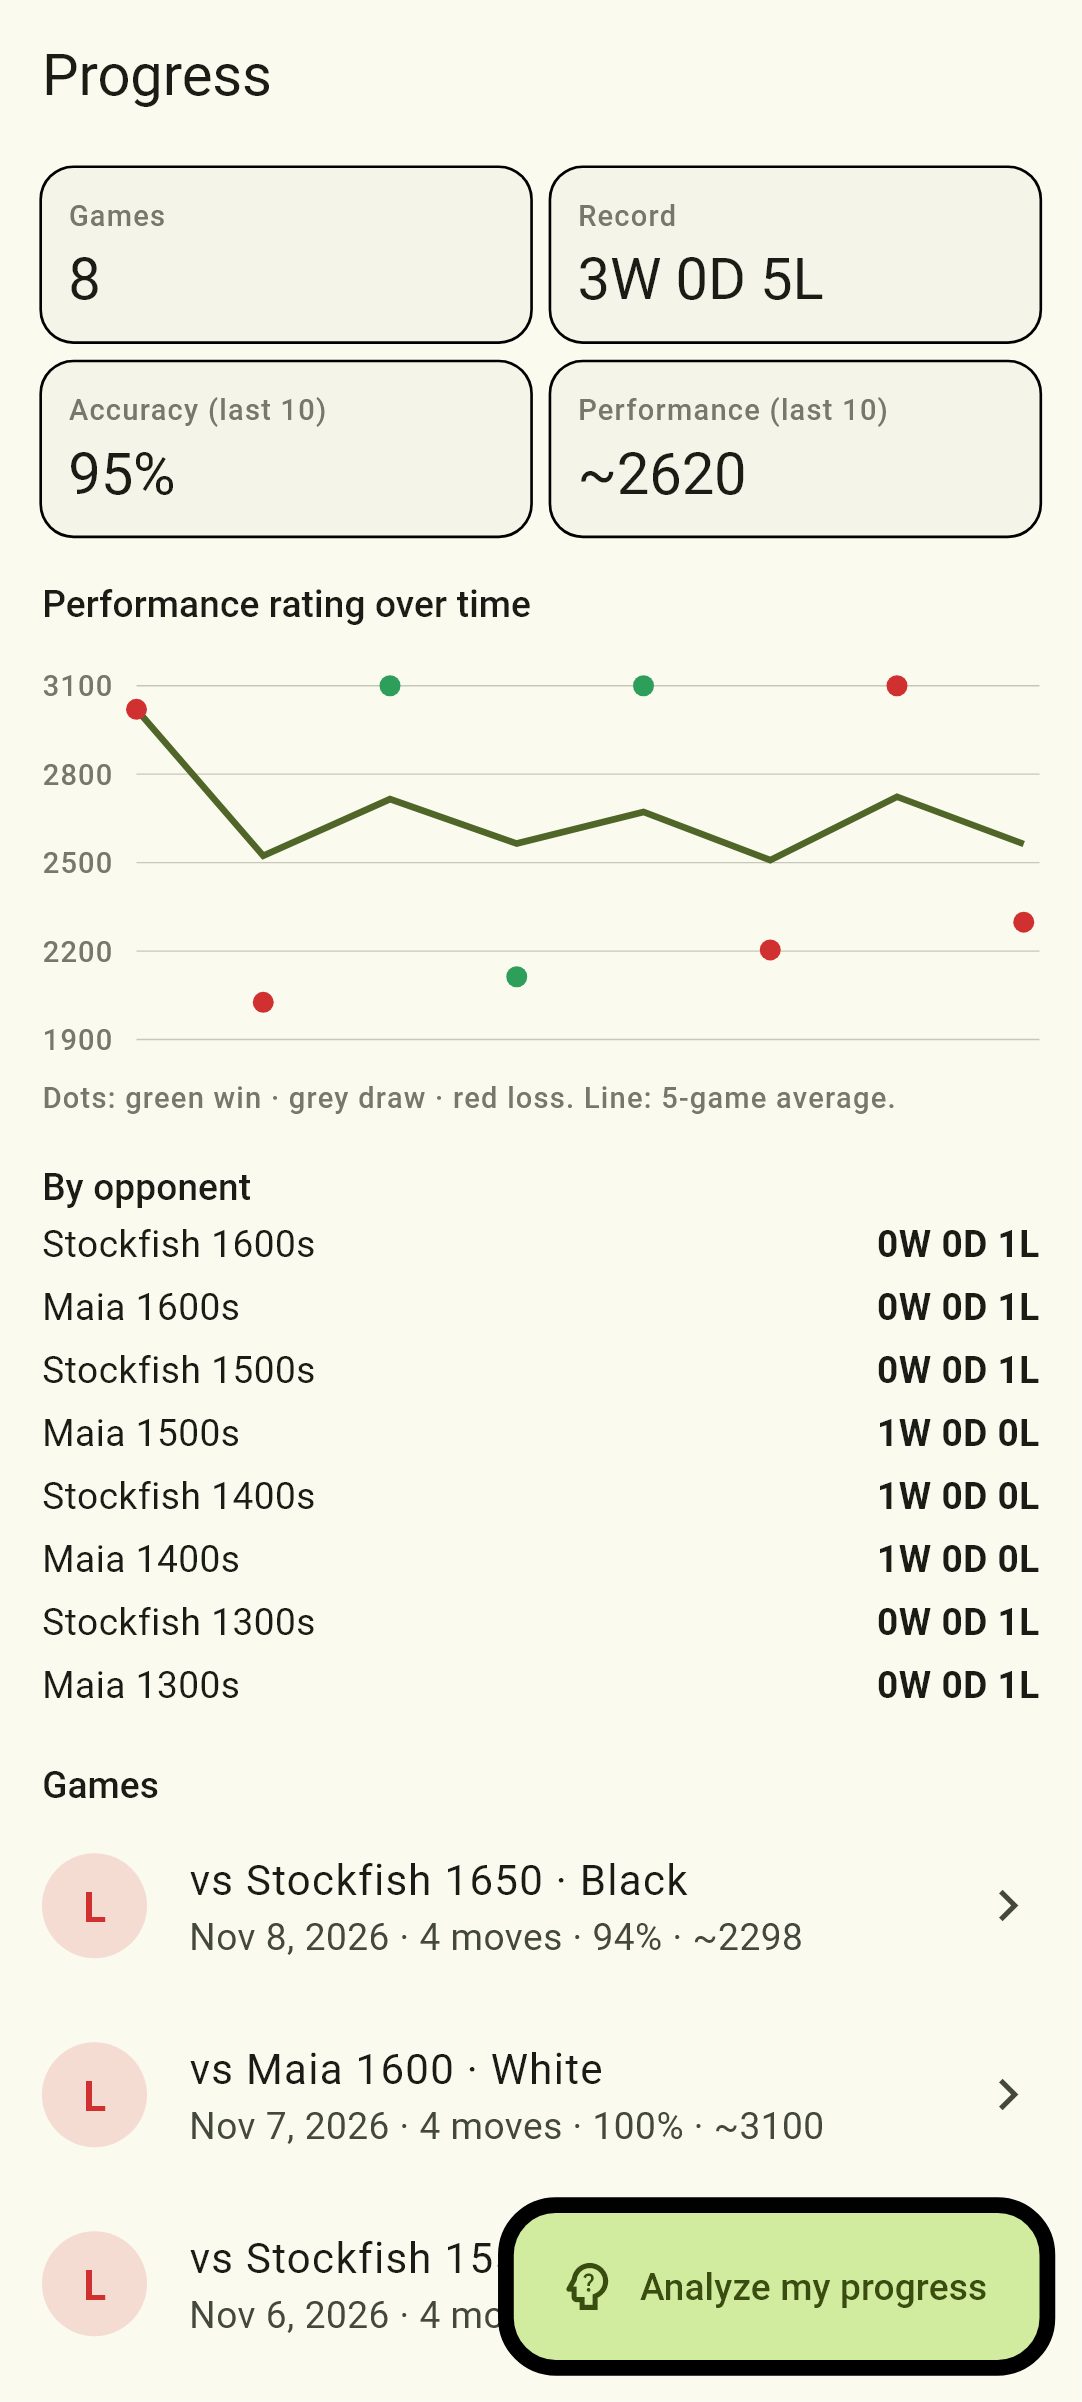 Progress
Games
8
Record
3W 0D 5L
Accuracy (last 10)
95%
Performance (last 10)
~2620
Performance rating over time
3100
2800
2500
2200
1900
Dots: green win · grey draw · red loss. Line: 5-game average.
By opponent
Stockfish 1600s 0W 0D 1L
Maia 1600s 0W 0D 1L
Stockfish 1500s 0W 0D 1L
Maia 1500s 1W 0D 0L
Stockfish 1400s 1W 0D 0L
Maia 1400s 1W 0D 0L
Stockfish 1300s 0W 0D 1L
Maia 1300s 0W 0D 1L
Games
L
vs Stockfish 1650 · Black
Nov 8, 2026 · 4 moves · 94% · ~2298
L
vs Maia 1600 · White
Nov 7, 2026 · 4 moves · 100% · ~3100
L
vs Stockfish 15
Nov 6, 2026 · 4 mo
Analyze my progress